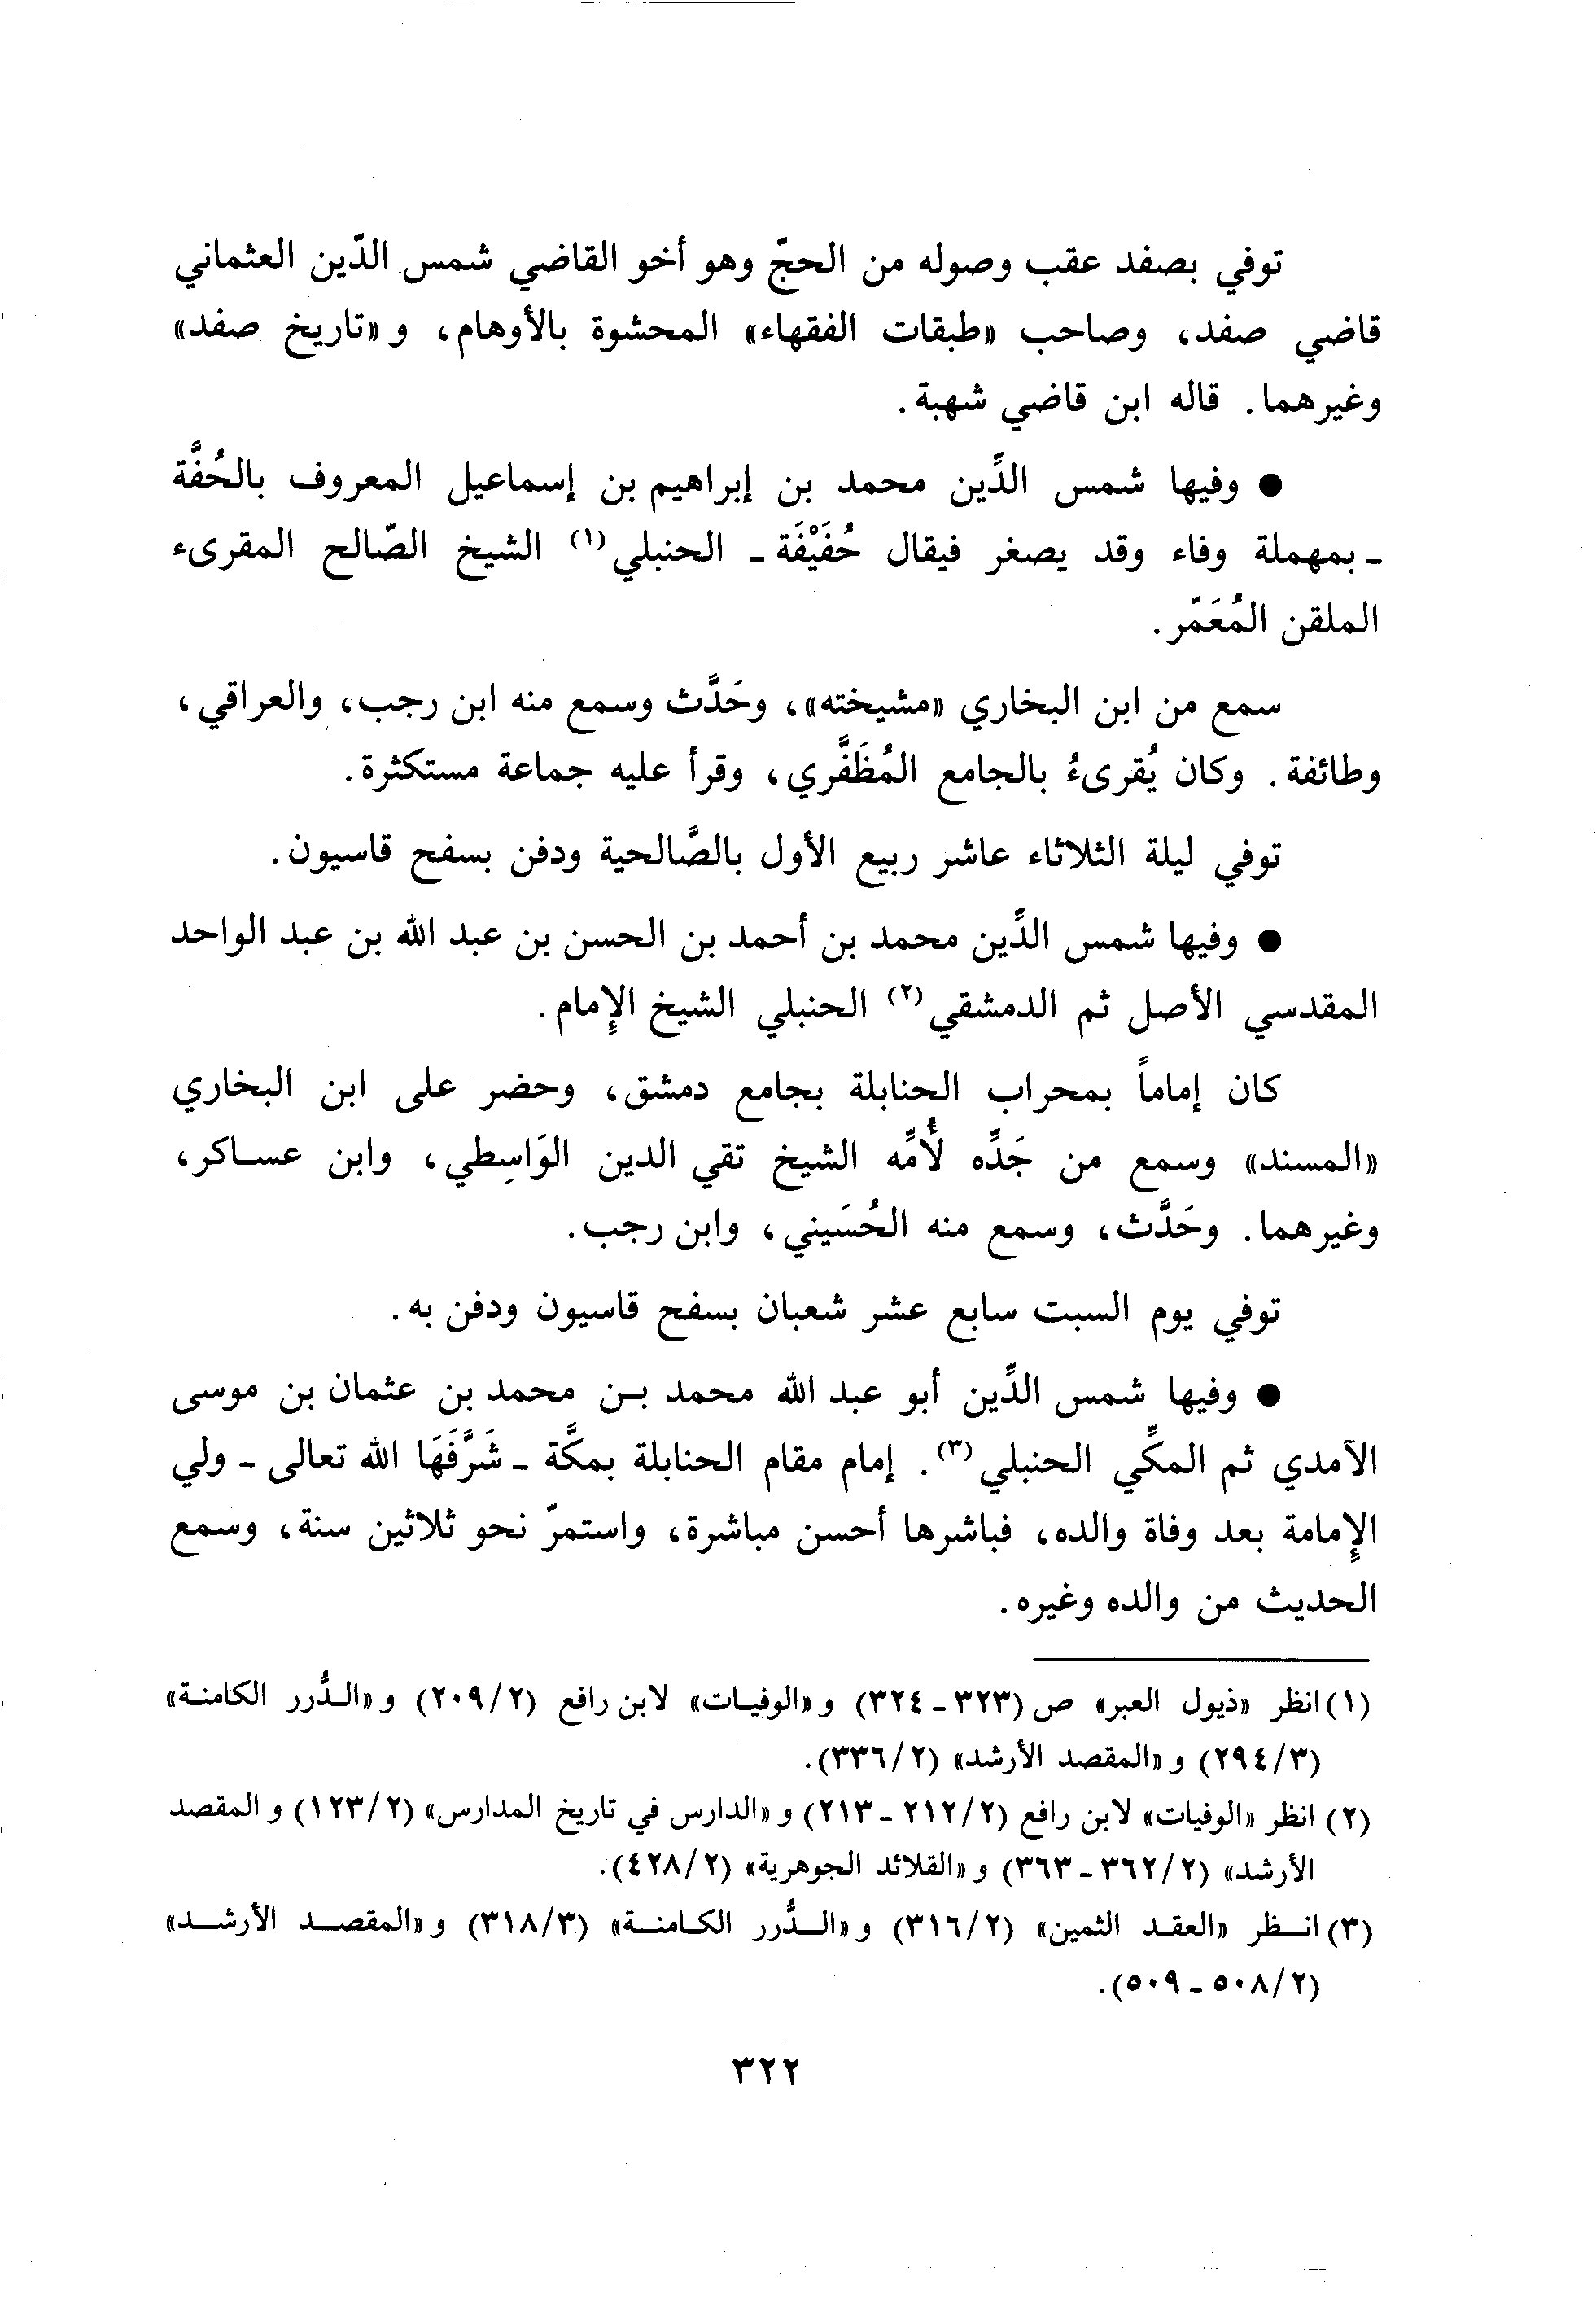 توفي بصفد عقب وصوله من الحجّ وهو أخو القاضي شمس الدّين العثماني
قاضي صفد، وصاحب «طبقات الفقهاء» المحشوة بالأوهام، و«تاريخ صفد»
وغيرهما. قاله ابن قاضي شهبة.
● وفيها شمس الدِّين محمد بن إبراهيم بن إسماعيل المعروف بالحُفَّة
ـ بمهملة وفاء وقد يصغر فيقال حُفَيْفَة ـ الحنبلي(١) الشيخ الصّالح المقرىء
الملقن المُعَمّر.
سمع من ابن البخاري «مشيخته»، وحَدَّث وسمع منه ابن رجب، والعراقي،
وطائفة. وكان يُقرىءُ بالجامع المُظَفَّري، وقرأ عليه جماعة مستكثرة.
توفي ليلة الثلاثاء عاشر ربيع الأول بالصَّالحية ودفن بسفح قاسيون.
● وفيها شمس الدِّين محمد بن أحمد بن الحسن بن عبد الله بن عبد الواحد
المقدسي الأصل ثم الدمشقي(٢) الحنبلي الشيخ الإمام.
كان إماماً بمحراب الحنابلة بجامع دمشق، وحضر على ابن البخاري
«المسند» وسمع من جَدِّه لأُمِّه الشيخ تقي الدين الوَاسِطي، وابن عساكر،
وغيرهما. وحَدَّث، وسمع منه الحُسَيني، وابن رجب.
توفي يوم السبت سابع عشر شعبان بسفح قاسيون ودفن به.
● وفيها شمس الدِّين أبو عبد الله محمد بن محمد بن عثمان بن موسى
الآمدي ثم المكِّي الحنبلي(٣). إمام مقام الحنابلة بمكَّة ـ شَرَّفَهَا الله تعالى ـ ولي
الإمامة بعد وفاة والده، فباشرها أحسن مباشرة، واستمرّ نحو ثلاثين سنة، وسمع
الحديث من والده وغيره.
(١) انظر «ذيول العبر» ص (٣٢٣ ـ ٣٢٤) و«الوفيات» لابن رافع (٢/٢٠٩) و«الدُّرر الكامنة»
(٣/٢٩٤) و«المقصد الأرشد» (٢/٣٣٦).
(٢) انظر «الوفيات» لابن رافع (٢/٢١٢ ـ ٢١٣) و«الدارس في تاريخ المدارس» (٢/١٢٣) و المقصد
الأرشد» (٢/٣٦٢ ـ ٣٦٣) و«القلائد الجوهرية» (٢/٤٢٨).
(٣) انظر «العقد الثمين» (٢/٣١٦) و«الدُّرر الكامنة» (٣/٣١٨) و«المقصد الأرشد»
(٢/٥٠٨ ـ ٥٠٩).
٣٢٢